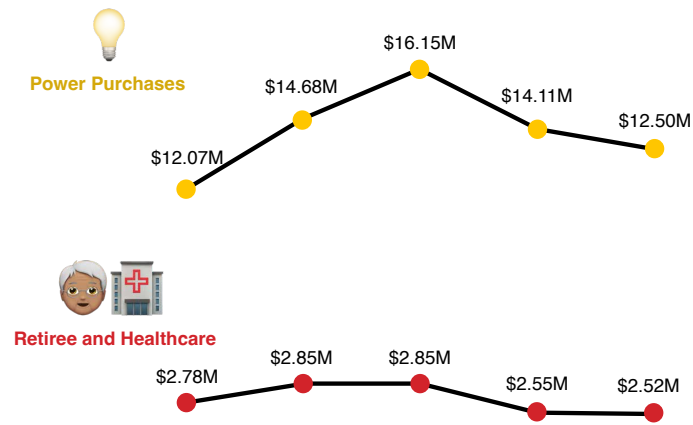 Power Purchases
$12.07M
$14.68M
$16.15M
$14.11M
$12.50M
Retiree and Healthcare
$2.78M
$2.85M
$2.85M
$2.55M
$2.52M